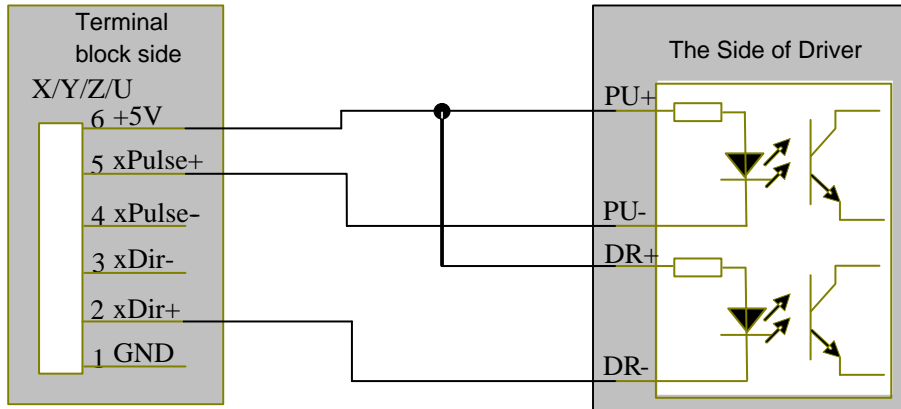 Terminal
block side
X/Y/Z/U
6 +5V
5 xPulse+
4 xPulse-
3 xDir-
2 xDir+
1 GND
The Side of Driver
PU+
PU-
DR+
DR-